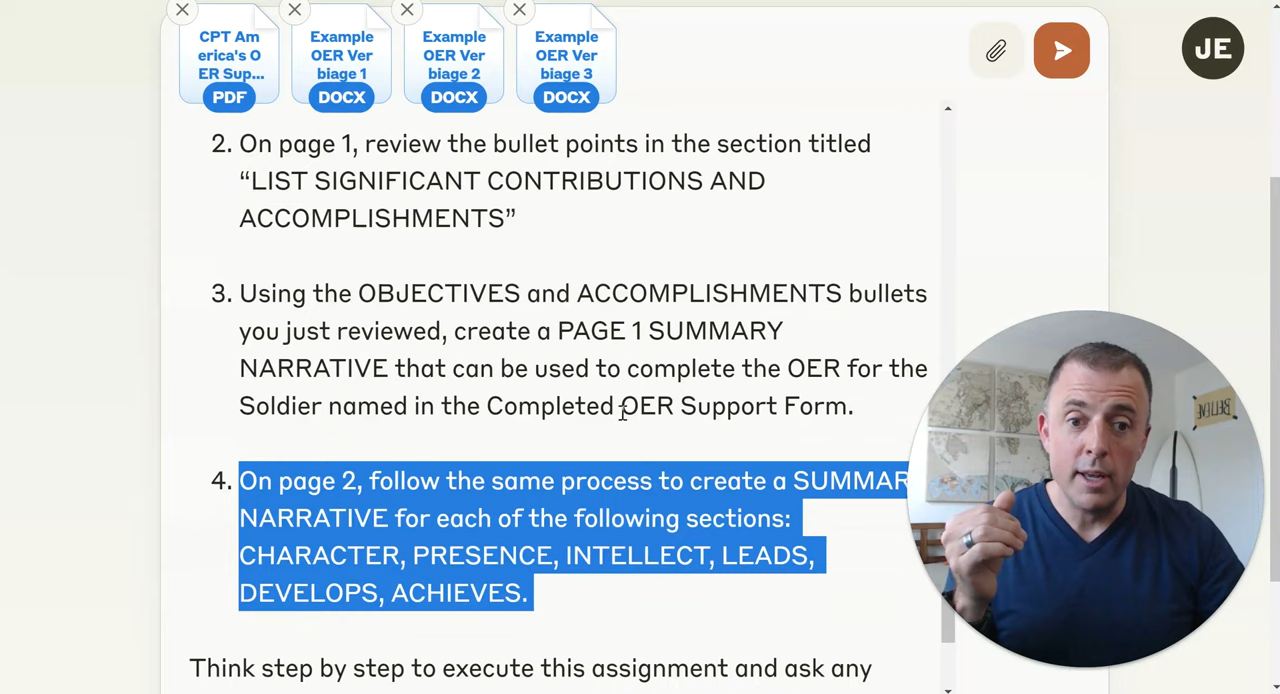 CPT Am
erica's O
ER Sup...
PDF
Example
OER Ver
biage 1
DOCX
Example
OER Ver
biage 2
DOCX
Example
OER Ver
biage 3
DOCX
JE
2. On page 1, review the bullet points in the section titled
“LIST SIGNIFICANT CONTRIBUTIONS AND
ACCOMPLISHMENTS”
3. Using the OBJECTIVES and ACCOMPLISHMENTS bullets
you just reviewed, create a PAGE 1 SUMMARY
NARRATIVE that can be used to complete the OER for the
Soldier named in the Completed OER Support Form.
BELIEVE
4. On page 2, follow the same process to create a SUMMAR
NARRATIVE for each of the following sections:
CHARACTER, PRESENCE, INTELLECT, LEADS,
DEVELOPS, ACHIEVES.
Think step by step to execute this assignment and ask any